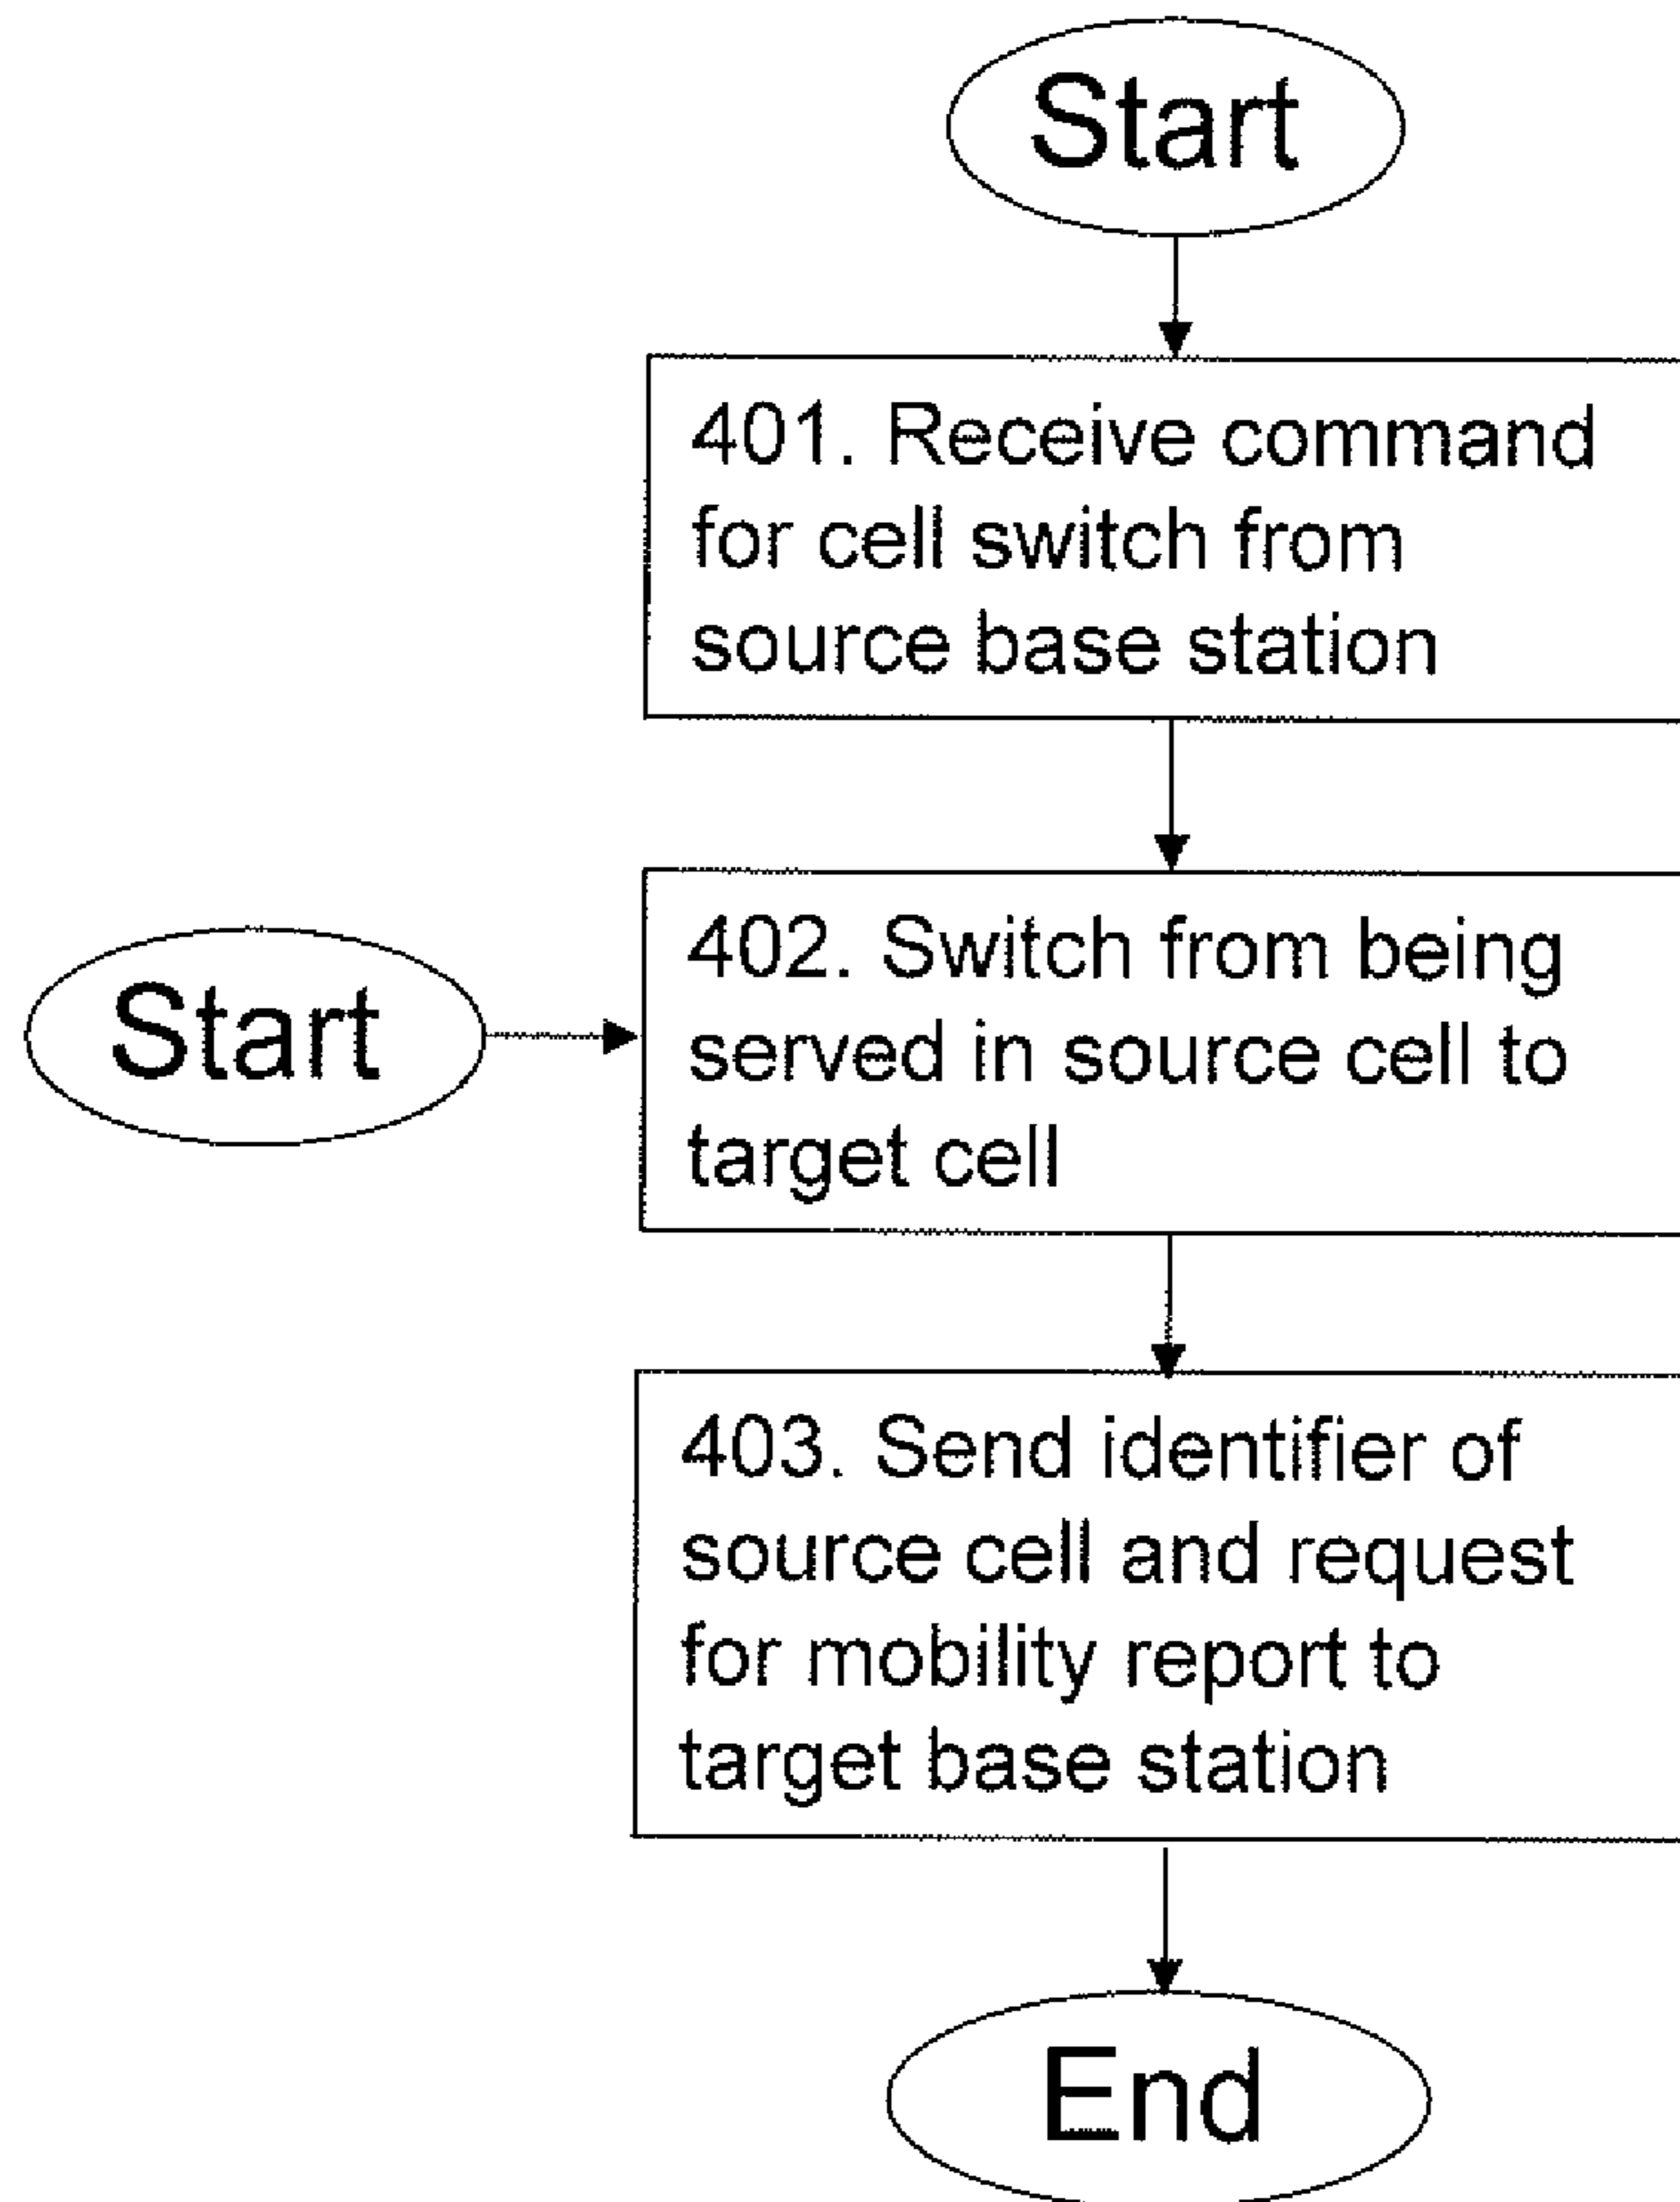 Start
401. Receive command
for cell switch from
source base station
Start
402. Switch from being
served in source cell to
target cell
403. Send identifier of
source cell and request
for mobility report to
target base station
End